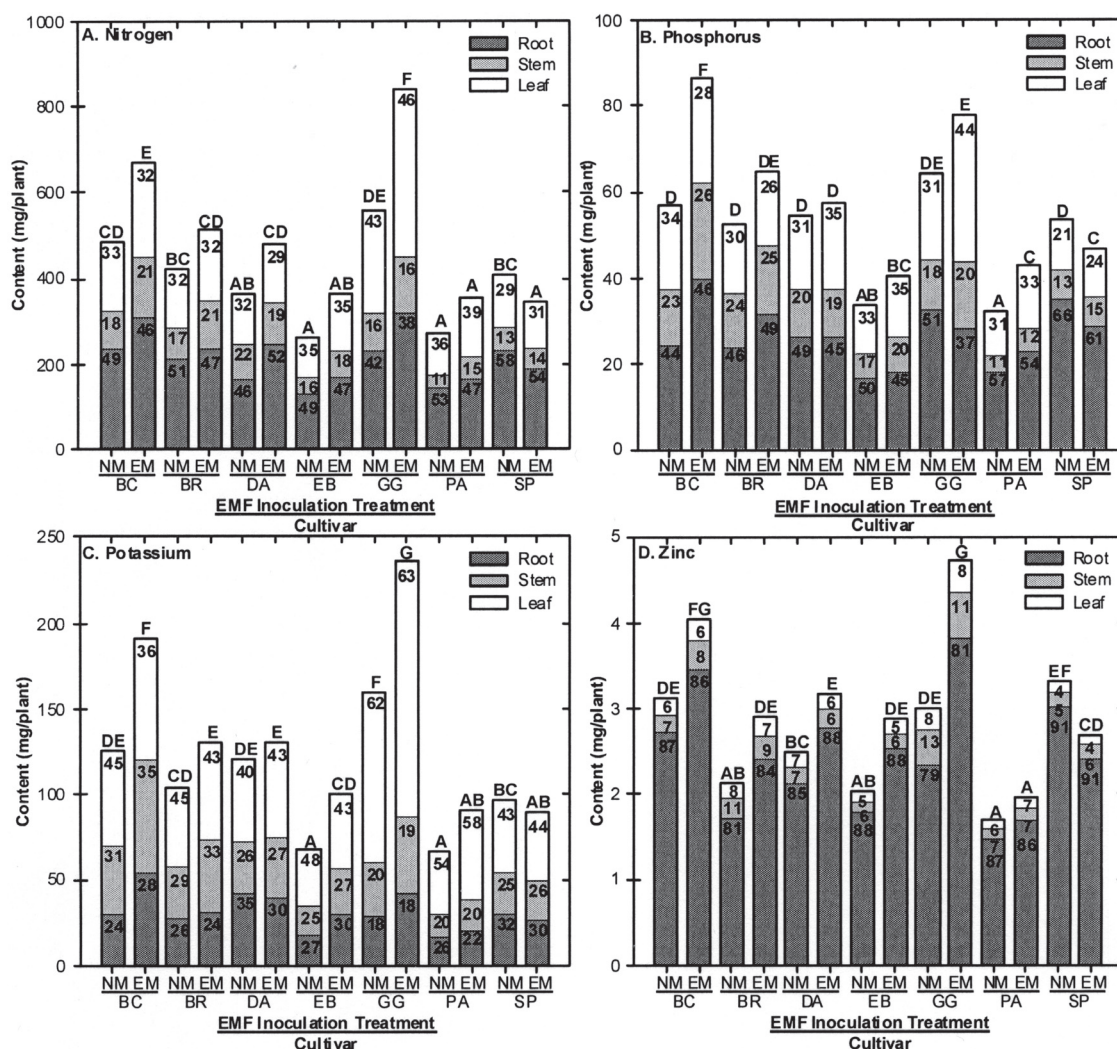 A. Nitrogen
Root
Stem
Leaf
Content (mg/plant)
1000
800
600
400
200
0
CD E BC CD AB CD A AB DE F A A BC A
33 32 32 32 32 29 35 35 43 46 36 39 29 31
18 21 17 21 22 19 16 18 16 16 11 15 13 14
49 46 51 47 46 52 49 47 42 38 53 47 58 54
NM EM NM EM NM EM NM EM NM EM NM EM NM EM
BC BR DA EB GG PA SP
EMF Inoculation Treatment
Cultivar
B. Phosphorus
Root
Stem
Leaf
Content (mg/plant)
100
80
60
40
20
0
D F D DE D D AB BC DE E A C D C
34 28 30 26 31 35 33 35 31 44 31 33 21 24
23 26 24 25 20 19 17 20 18 20 11 12 13 15
44 46 46 49 49 45 50 45 51 37 57 54 66 61
NM EM NM EM NM EM NM EM NM EM NM EM NM EM
BC BR DA EB GG PA SP
EMF Inoculation Treatment
Cultivar
C. Potassium
Root
Stem
Leaf
Content (mg/plant)
250
200
150
100
50
0
DE F CD E DE E A CD F G A AB BC AB
45 36 45 43 40 43 48 43 62 63 54 58 43 44
31 35 29 33 26 27 25 27 20 19 20 20 25 26
24 28 26 24 35 30 27 30 18 18 26 22 32 30
NM EM NM EM NM EM NM EM NM EM NM EM NM EM
BC BR DA EB GG PA SP
EMF Inoculation Treatment
Cultivar
D. Zinc
Root
Stem
Leaf
Content (mg/plant)
5
4
3
2
1
0
DE FG AB DE BC E AB DE DE G A A EF CD
6 6 8 7 7 6 5 5 8 8 6 7 4 4
7 8 11 9 7 6 6 6 13 11 7 7 5 6
87 86 81 84 85 88 88 88 79 81 87 86 91 91
NM EM NM EM NM EM NM EM NM EM NM EM NM EM
BC BR DA EB GG PA SP
EMF Inoculation Treatment
Cultivar